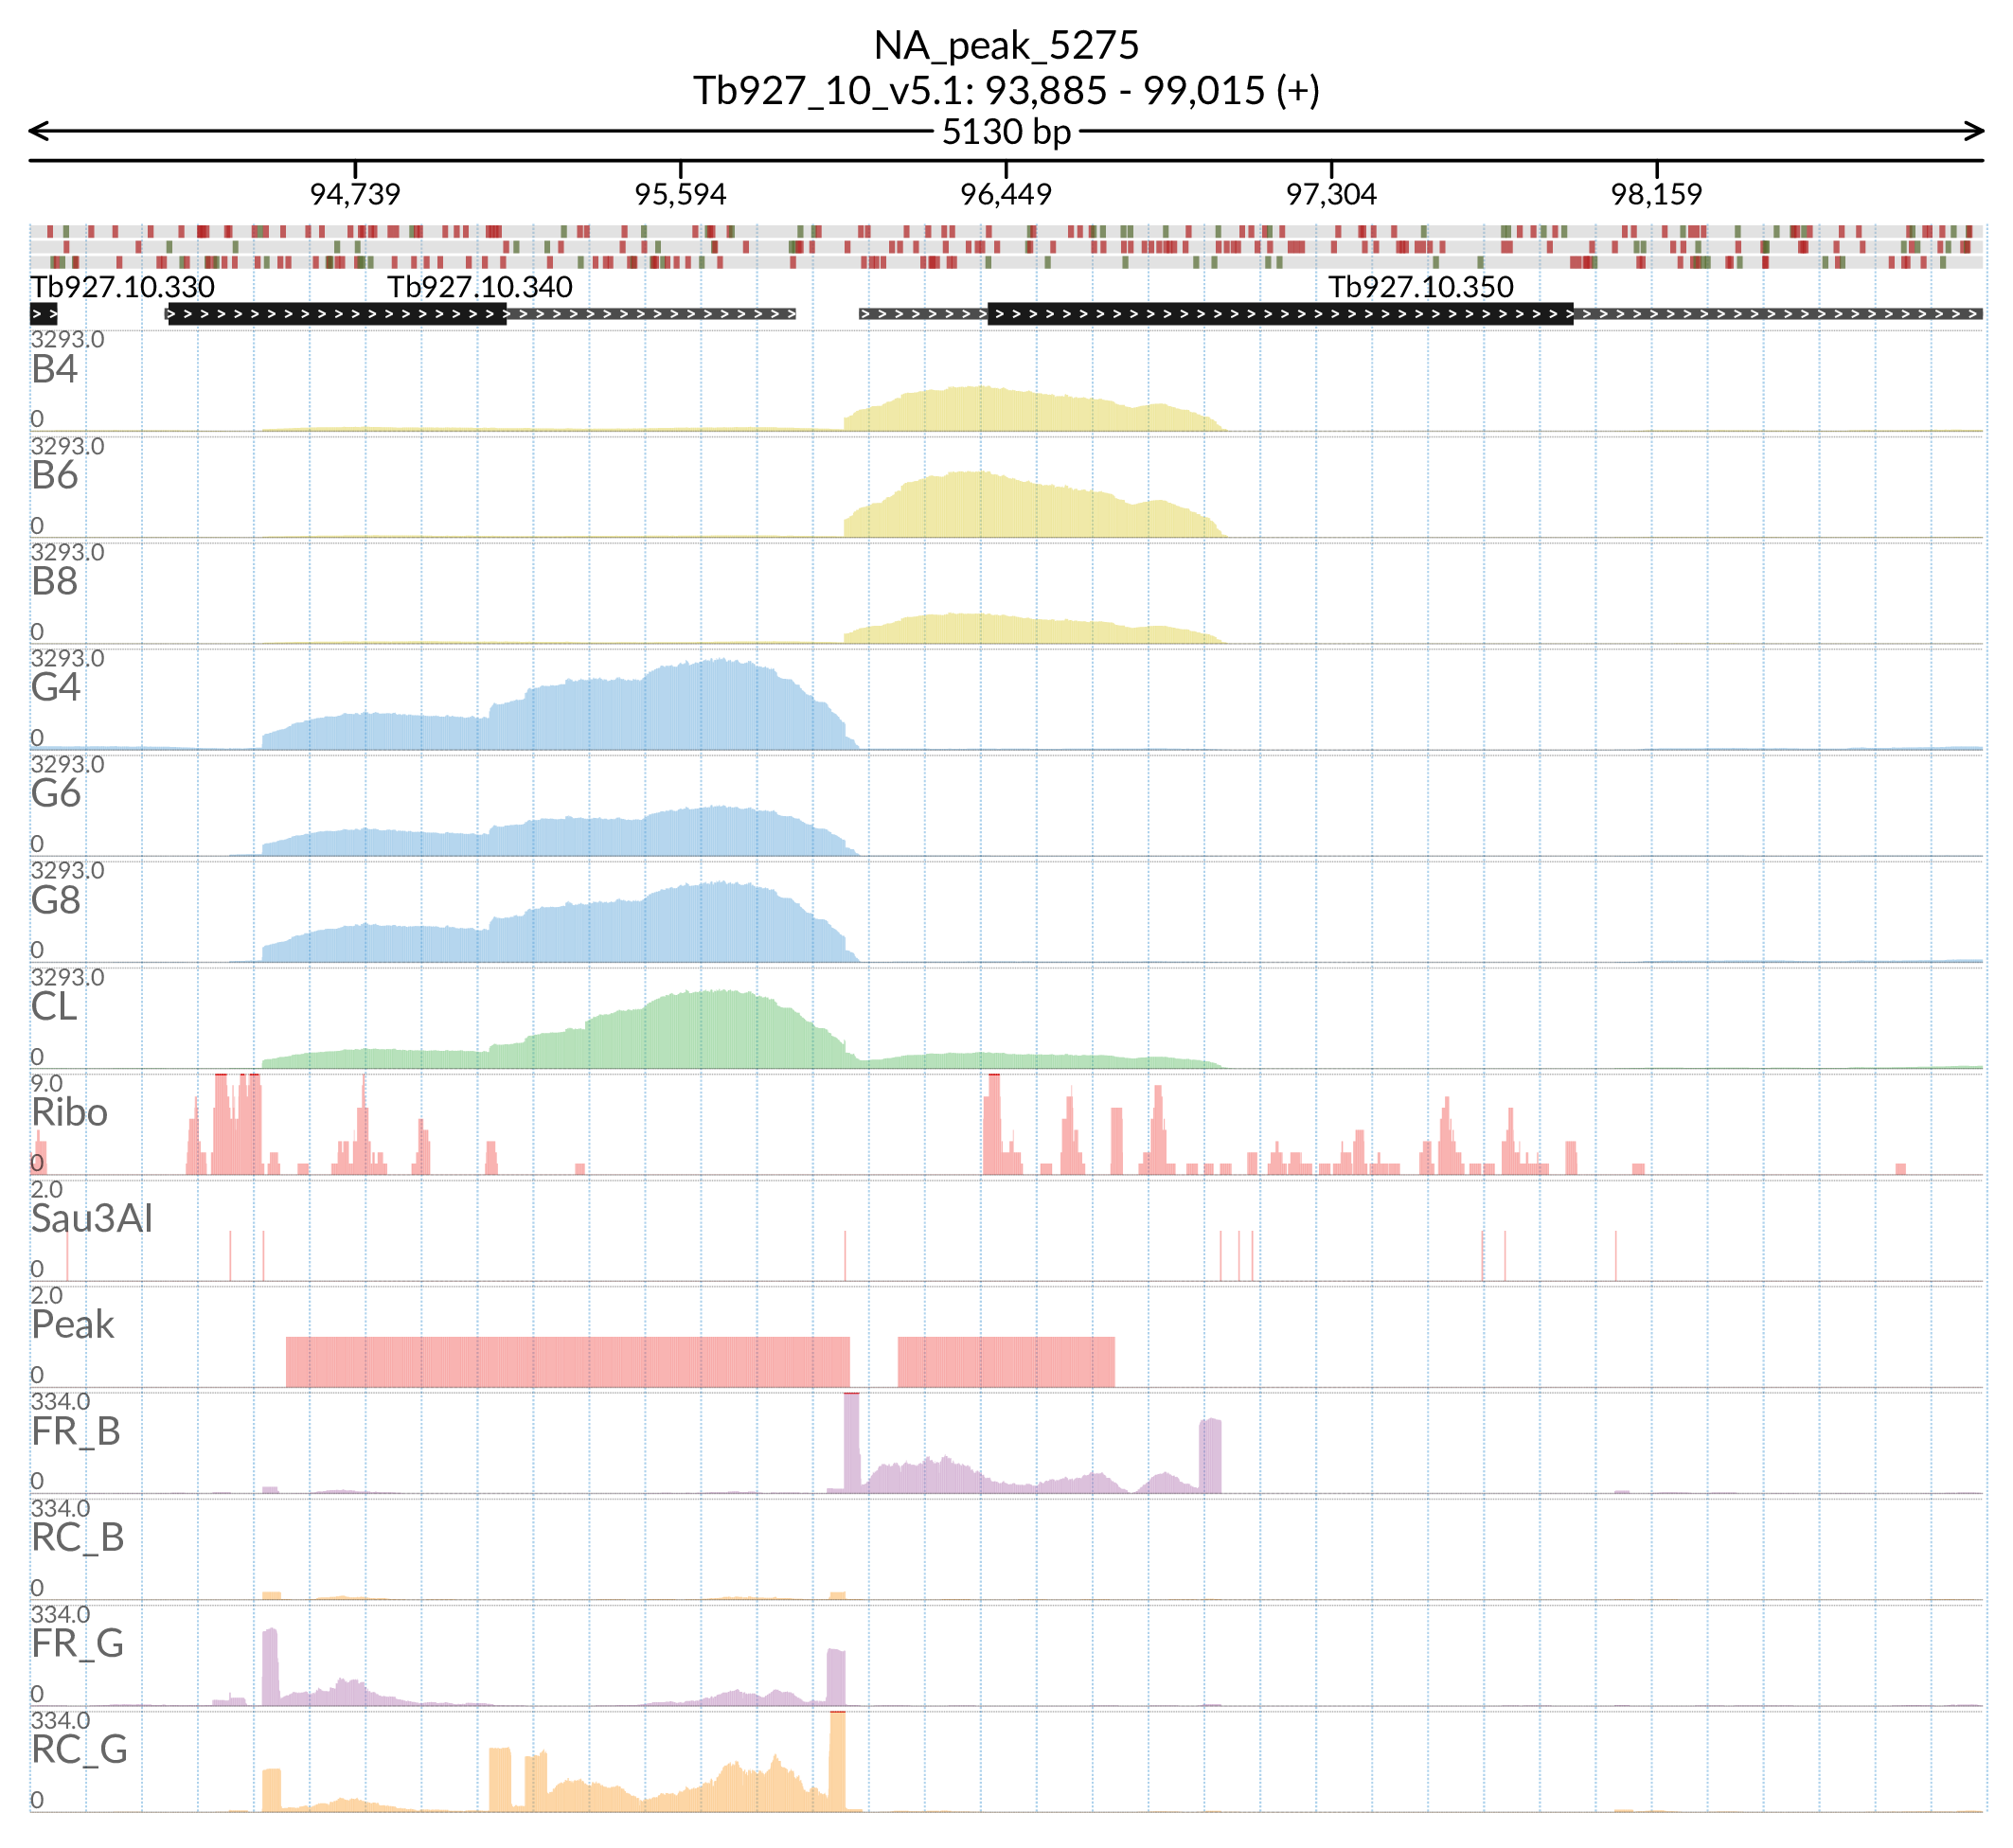 NA_peak_5275
Tb927_10_v5.1: 93,885 - 99,015 (+)
5130 bp
94,739 95,594 96,449 97,304 98,159
Tb927.10.330 Tb927.10.340 Tb927.10.350
3293.0
B4
0
3293.0
B6
0
3293.0
B8
0
3293.0
G4
0
3293.0
G6
0
3293.0
G8
0
3293.0
CL
0
9.0
Ribo
0
2.0
Sau3AI
0
2.0
Peak
0
334.0
FR_B
0
334.0
RC_B
0
334.0
FR_G
0
334.0
RC_G
0